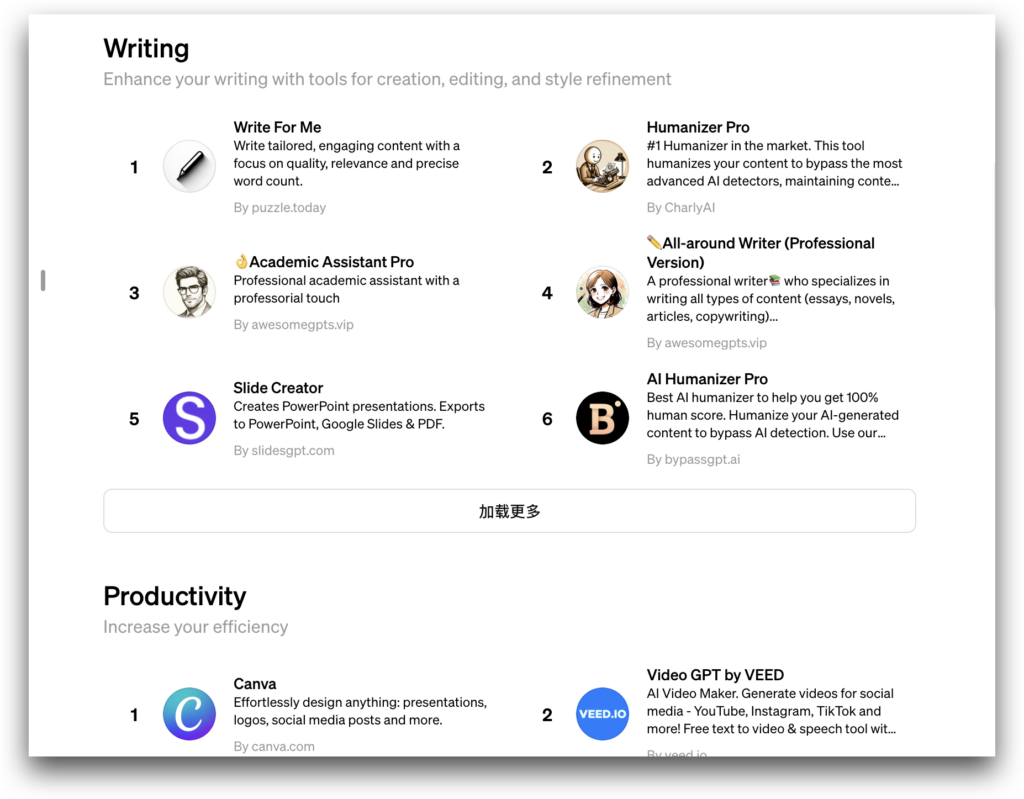 Writing
Enhance your writing with tools for creation, editing, and style refinement
1
Write For Me
Write tailored, engaging content with a
focus on quality, relevance and precise
word count.
By puzzle.today
2
Humanizer Pro
#1 Humanizer in the market. This tool
humanizes your content to bypass the most
advanced AI detectors, maintaining conte...
By CharlyAI
3
👌Academic Assistant Pro
Professional academic assistant with a
professorial touch
By awesomegpts.vip
4
✏️All-around Writer (Professional
Version)
A professional writer📚 who specializes in
writing all types of content (essays, novels,
articles, copywriting)...
By awesomegpts.vip
5
S
Slide Creator
Creates PowerPoint presentations. Exports
to PowerPoint, Google Slides & PDF.
By slidesgpt.com
6
B
AI Humanizer Pro
Best AI humanizer to help you get 100%
human score. Humanize your AI-generated
content to bypass AI detection. Use our...
By bypassgpt.ai
加载更多
Productivity
Increase your efficiency
1
C
Canva
Effortlessly design anything: presentations,
logos, social media posts and more.
By canva.com
2
VEED.IO
Video GPT by VEED
AI Video Maker. Generate videos for social
media - YouTube, Instagram, TikTok and
more! Free text to video & speech tool wit...
By veed.io